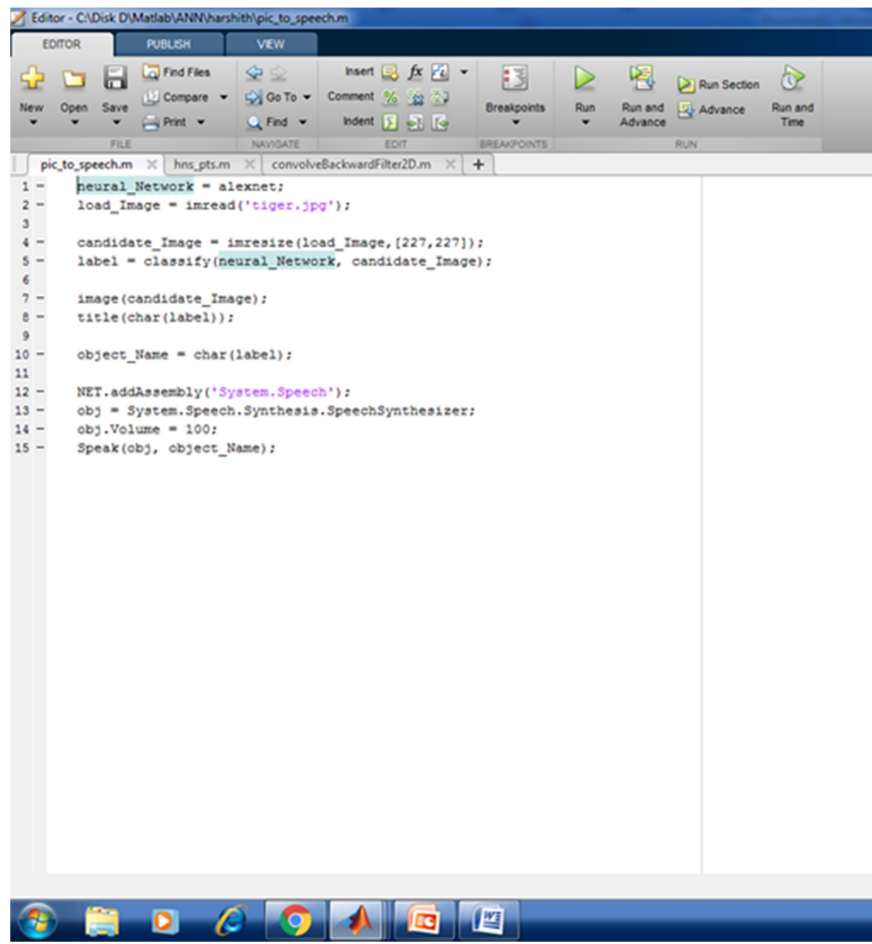 Editor - C:\Disk D\Matlab\ANN\harshith\pic_to_speech.m
EDITOR PUBLISH VIEW
New Open Save
Find Files
Compare
Print
Go To
Find
Insert fx
Comment %
Indent
Breakpoints
Run
Run and Advance
Run Section
Advance
Run and Time
FILE NAVIGATE EDIT BREAKPOINTS RUN
pic_to_speech.m hns_pts.m convolveBackwardFilter2D.m +
1 neural_Network = alexnet;
2 load_Image = imread('tiger.jpg');
3
4 candidate_Image = imresize(load_Image,[227,227]);
5 label = classify(neural_Network, candidate_Image);
6
7 image(candidate_Image);
8 title(char(label));
9
10 object_Name = char(label);
11
12 NET.addAssembly('System.Speech');
13 obj = System.Speech.Synthesis.SpeechSynthesizer;
14 obj.Volume = 100;
15 Speak(obj, object_Name);